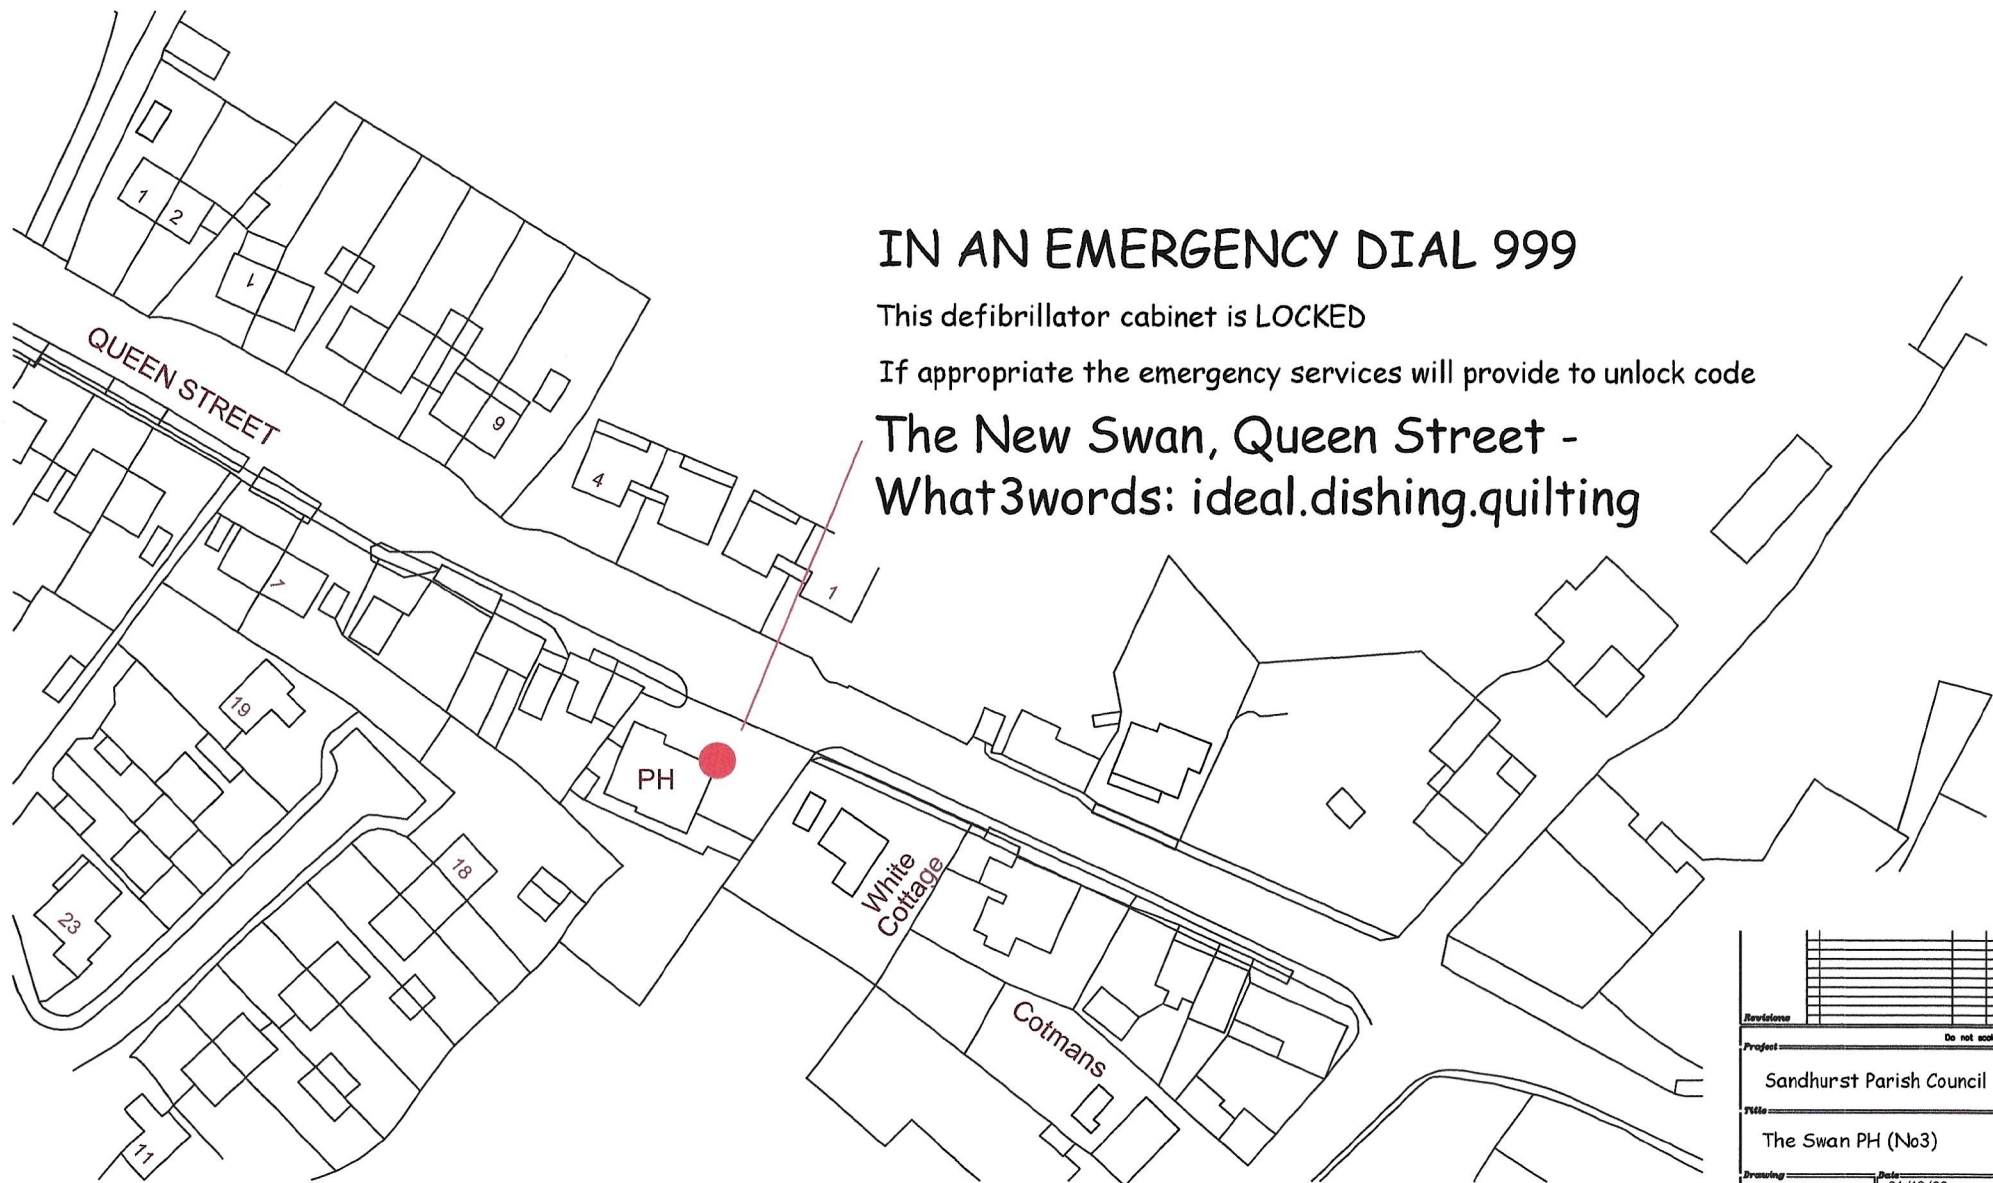 IN AN EMERGENCY DIAL 999
This defibrillator cabinet is LOCKED
If appropriate the emergency services will provide to unlock code
The New Swan, Queen Street -
What3words: ideal.dishing.quilting
QUEEN STREET
1
2
1
9
4
1
7
19
PH
18
23
White
Cottage
Cotmans
11
Revisions
Do not
Project
Sandhurst Parish Council
Title
The Swan PH (No3)
Drawing
Date